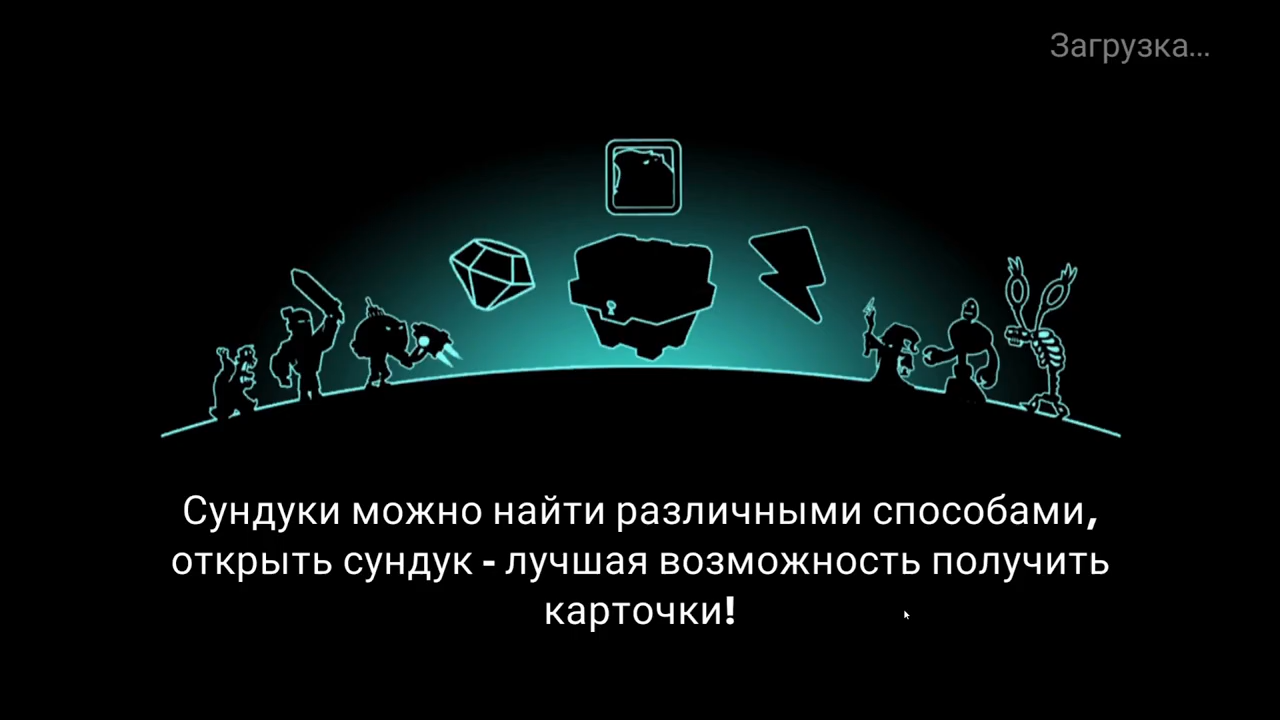 Загрузка...
Сундуки можно найти различными способами,
открыть сундук - лучшая возможность получить
карточки!